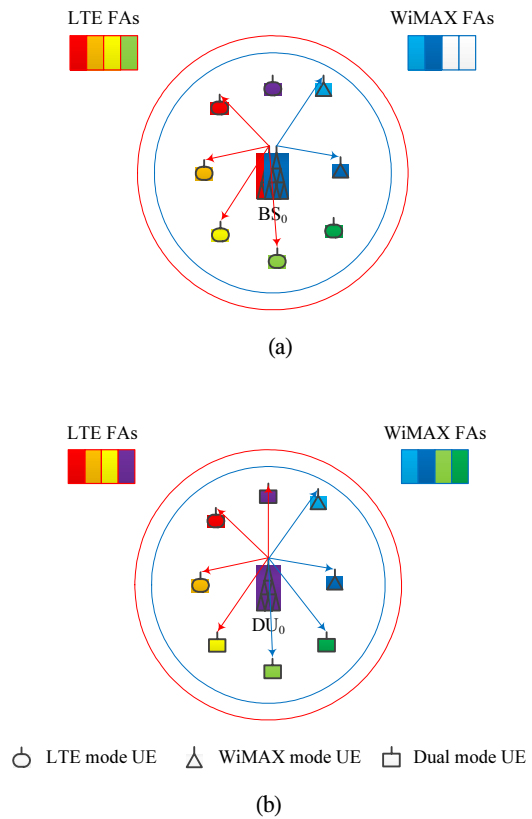 LTE FAs WiMAX FAs
BS₀
(a)
LTE FAs WiMAX FAs
DU₀
LTE mode UE WiMAX mode UE Dual mode UE
(b)